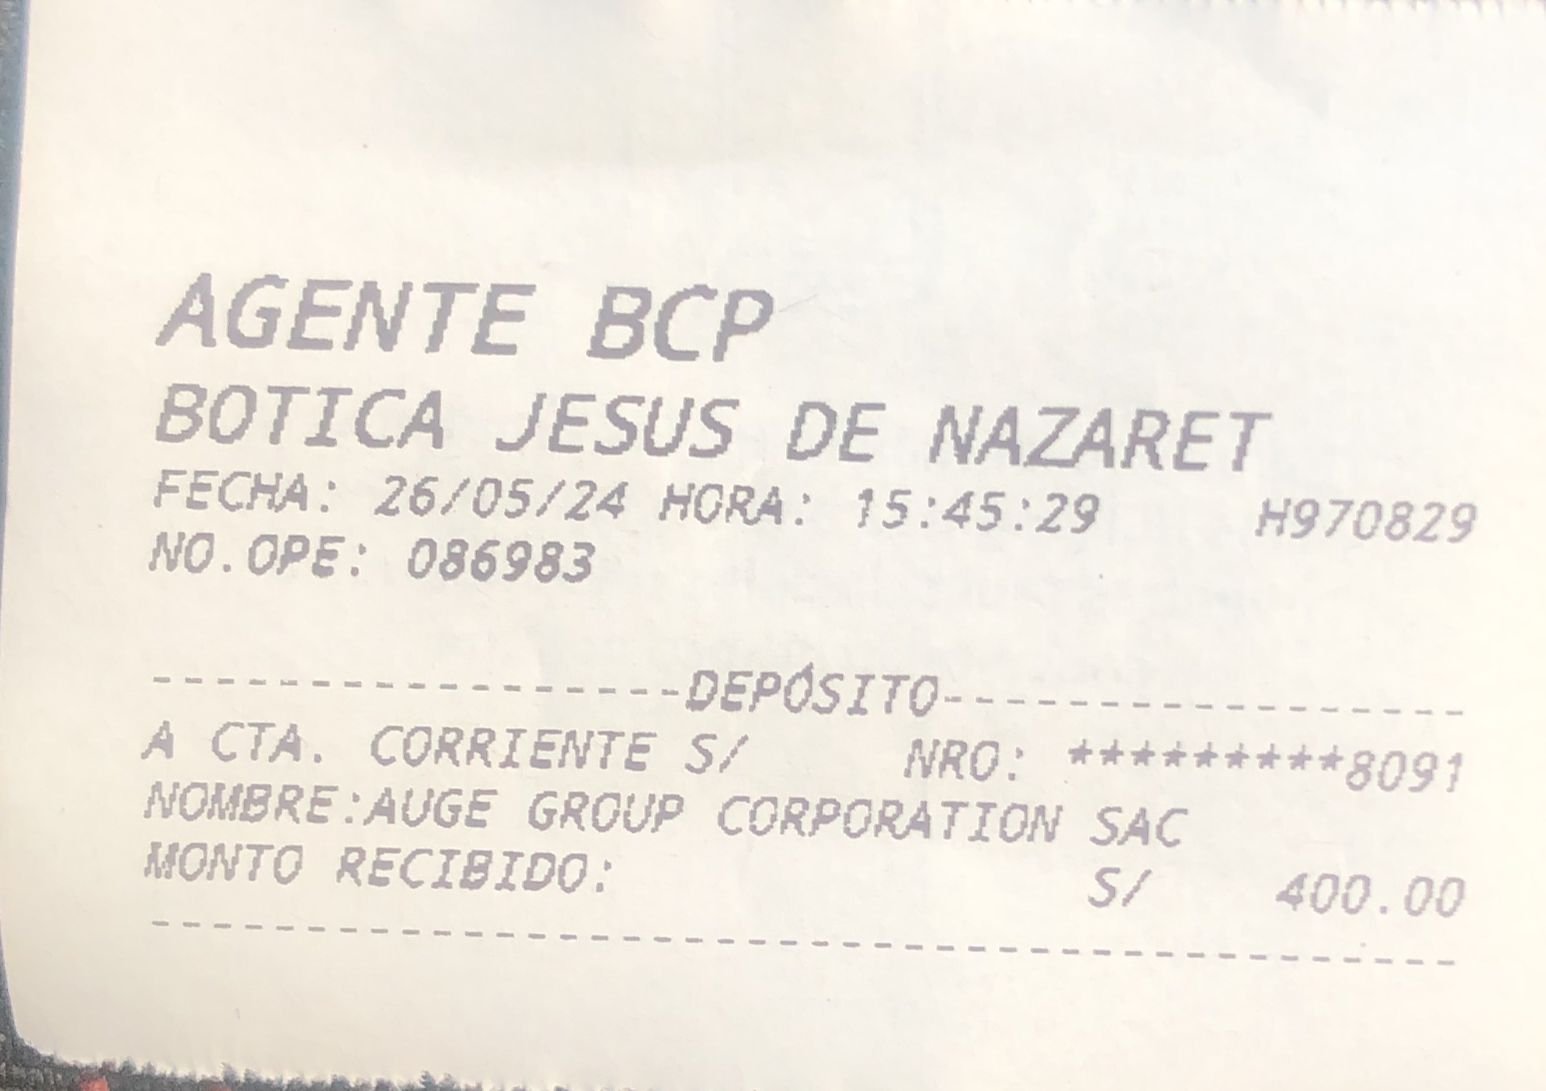 AGENTE BCP
BOTICA JESUS DE NAZARET
FECHA: 26/05/24 HORA: 15:45:29 H970829
NO.OPE: 086983
------------------DEPÓSITO------------------
A CTA. CORRIENTE S/ NRO: *********8091
NOMBRE:AUGE GROUP CORPORATION SAC
MONTO RECIBIDO: S/ 400.00